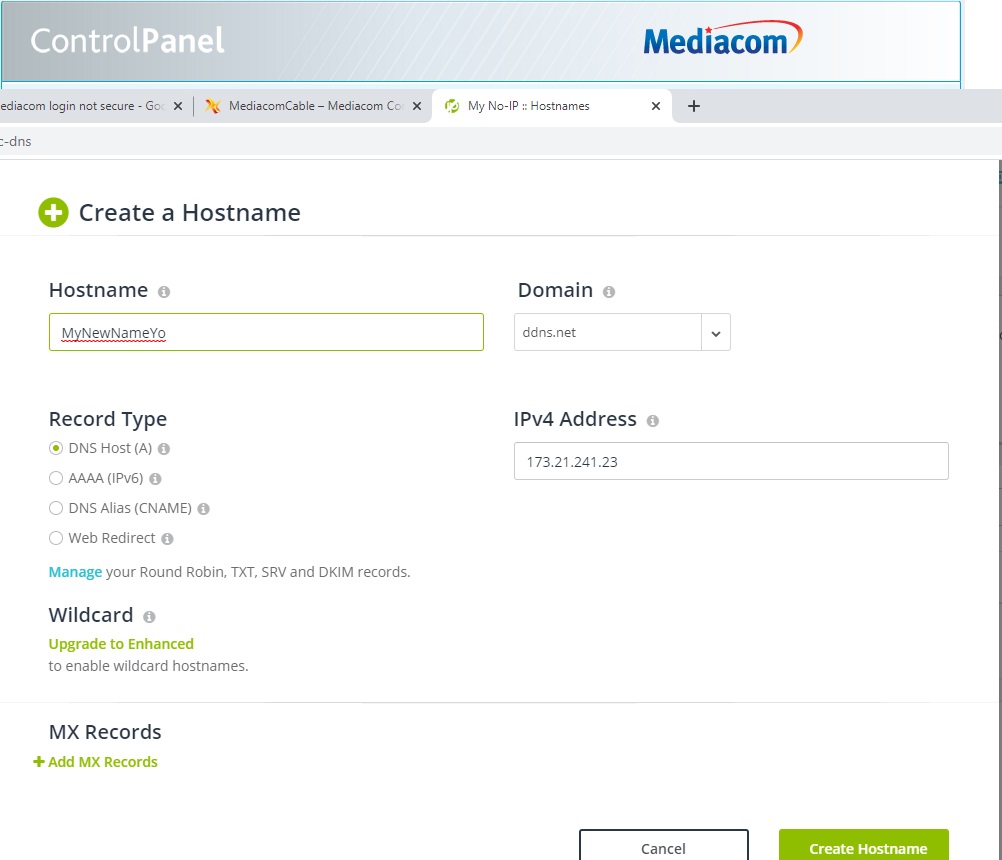 ControlPanel
Mediacom
ediacom login not secure - Goo
MediacomCable – Mediacom Co
My No-IP :: Hostnames
c-dns
Create a Hostname
Hostname
Domain
MyNewNameYo
ddns.net
Record Type
IPv4 Address
DNS Host (A)
173.21.241.23
AAAA (IPv6)
DNS Alias (CNAME)
Web Redirect
Manage your Round Robin, TXT, SRV and DKIM records.
Wildcard
Upgrade to Enhanced
to enable wildcard hostnames.
MX Records
Add MX Records
Cancel
Create Hostname